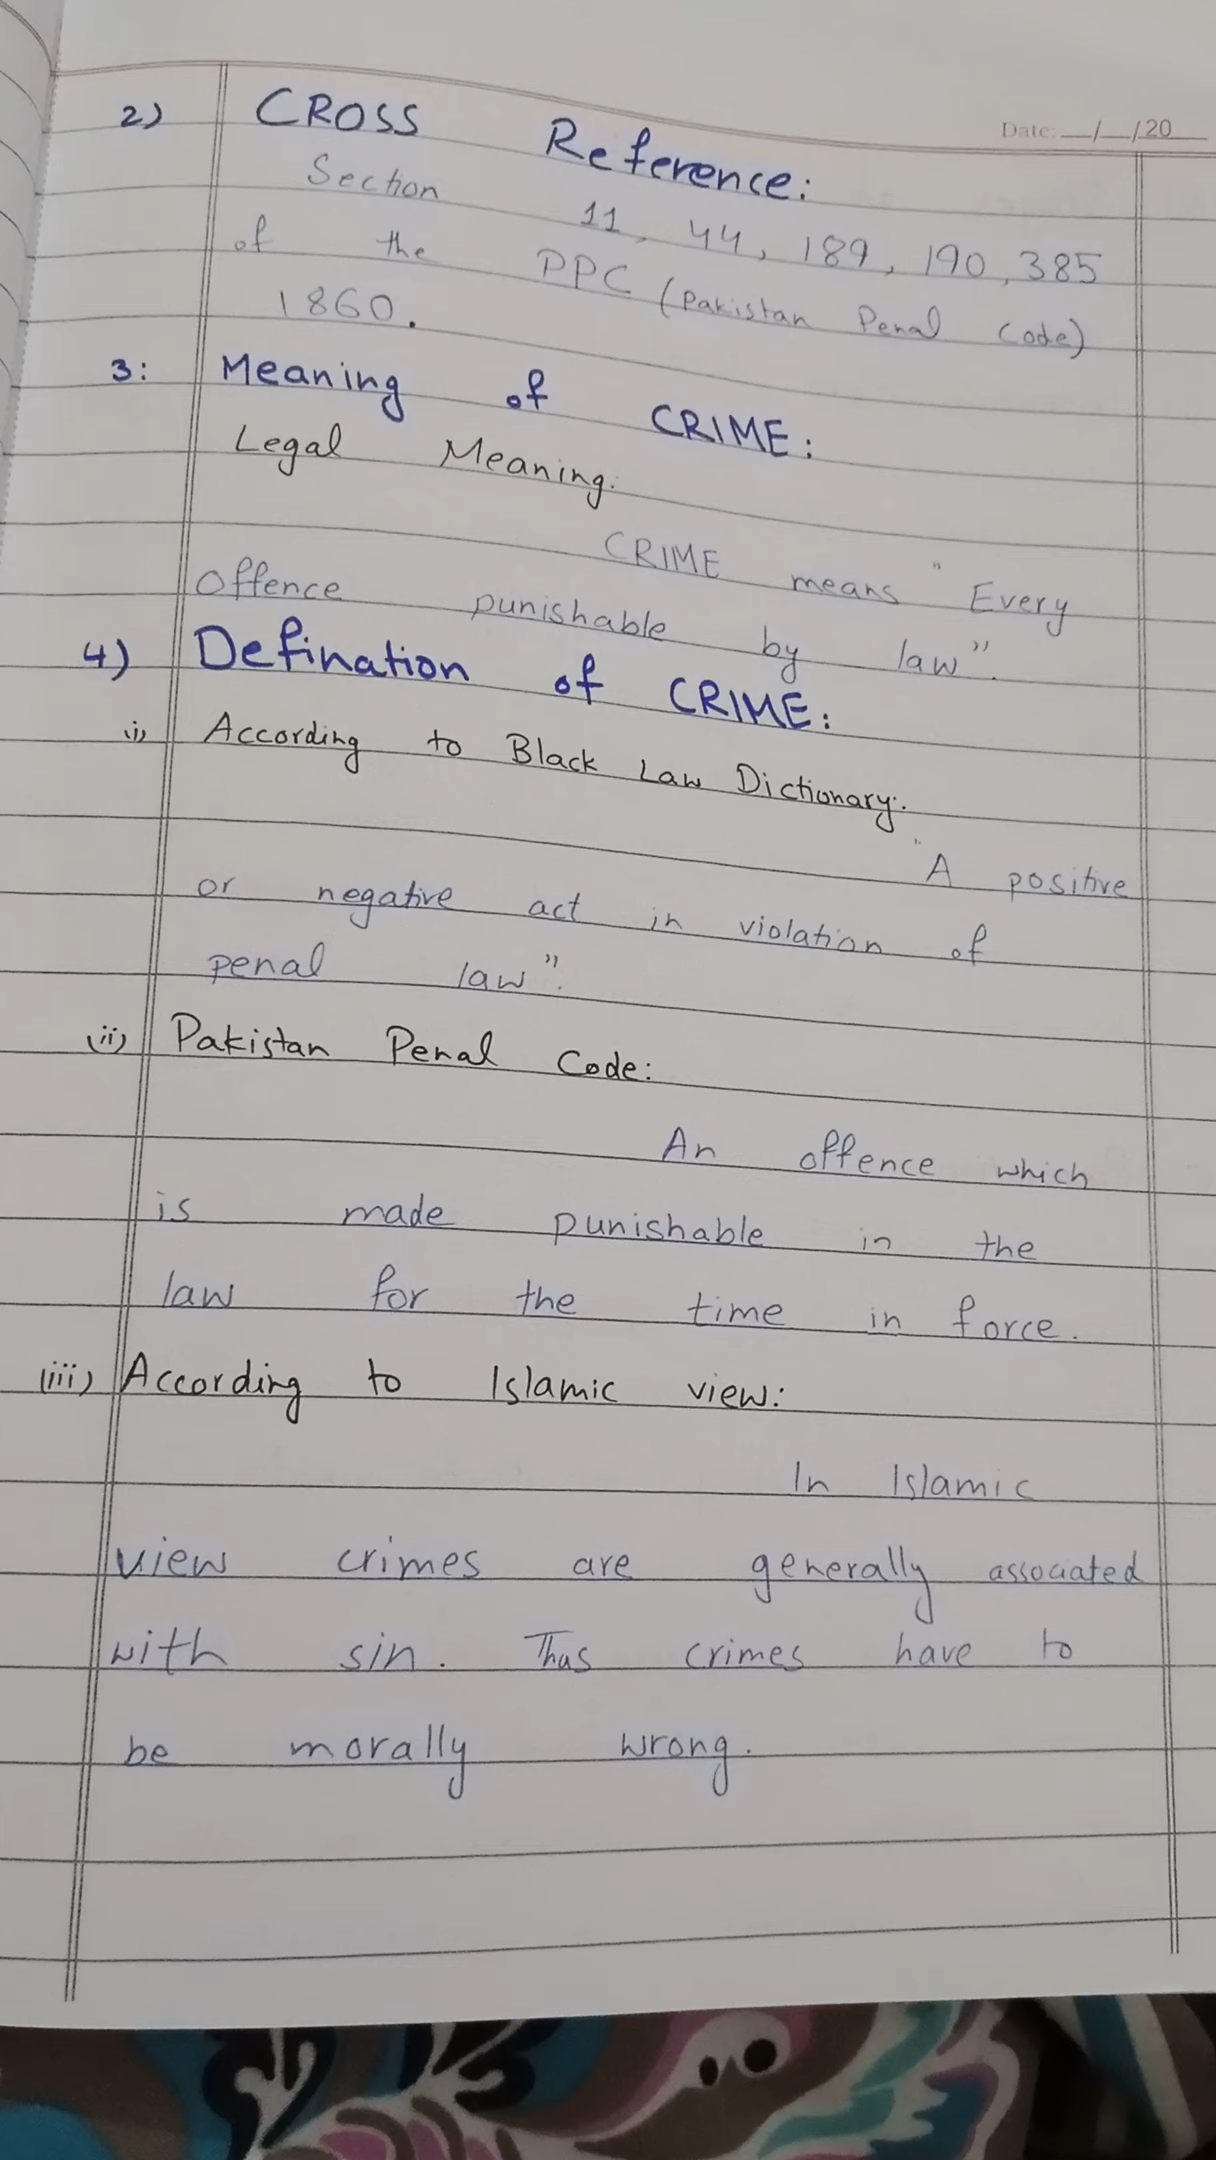 Date: __/__/20__
2) CROSS Reference:
Section 11, 44, 189, 190, 385
of the PPC (Pakistan Penal Code)
1860.
3: Meaning of CRIME:
Legal Meaning:
CRIME means "Every
Offence punishable by law".
4) Defination of CRIME:
i) According to Black Law Dictionary:
"A positive
or negative act in violation of
penal law".
(ii) Pakistan Penal Code:
An offence which
is made punishable in the
law for the time in force.
(iii) According to Islamic view:
In Islamic
view crimes are generally associated
with sin. Thus crimes have to
be morally wrong.